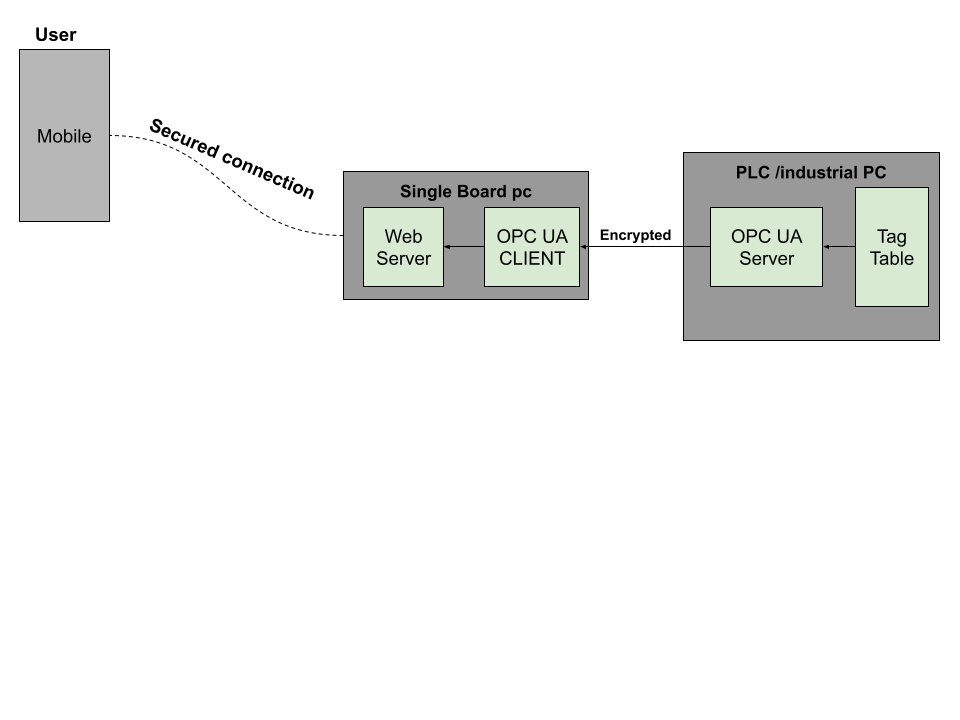 User
Mobile
Secured connection
Single Board pc
Web
Server
OPC UA
CLIENT
Encrypted
PLC /industrial PC
OPC UA
Server
Tag
Table